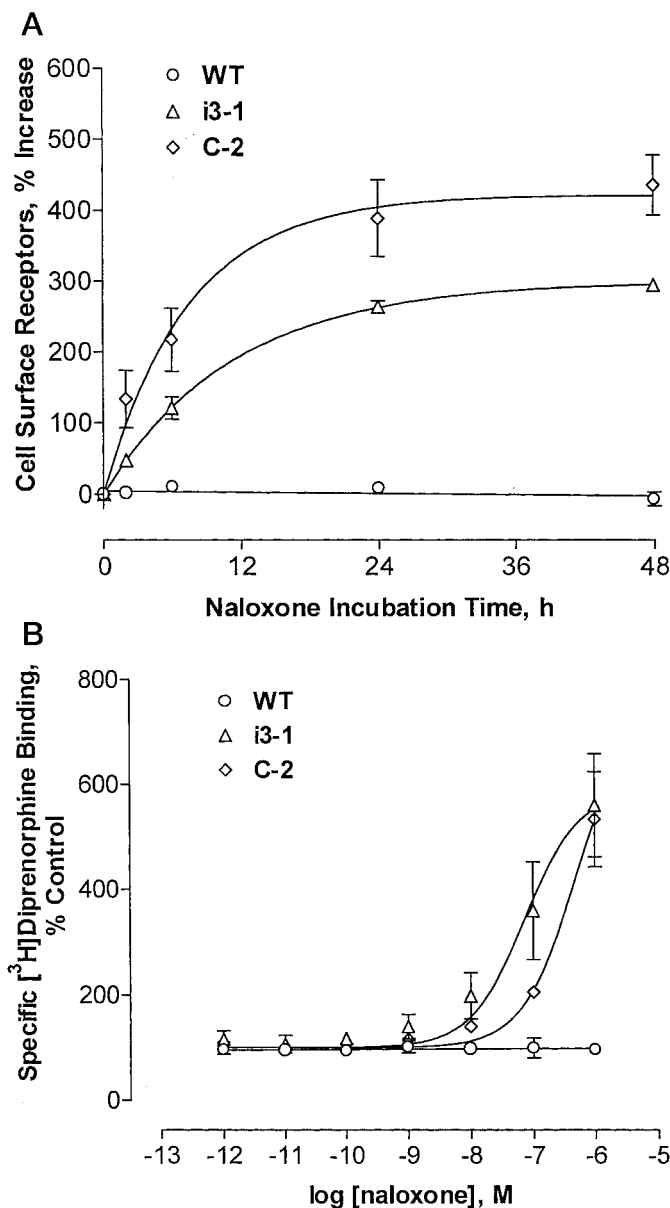 A
Cell Surface Receptors, % Increase
600
500
400
300
200
100
0
WT
i3-1
C-2
0 12 24 36 48
Naloxone Incubation Time, h
B
Specific [³H]Diprenorphine Binding,
% Control
800
600
400
200
0
WT
i3-1
C-2
-13 -12 -11 -10 -9 -8 -7 -6 -5
log [naloxone], M